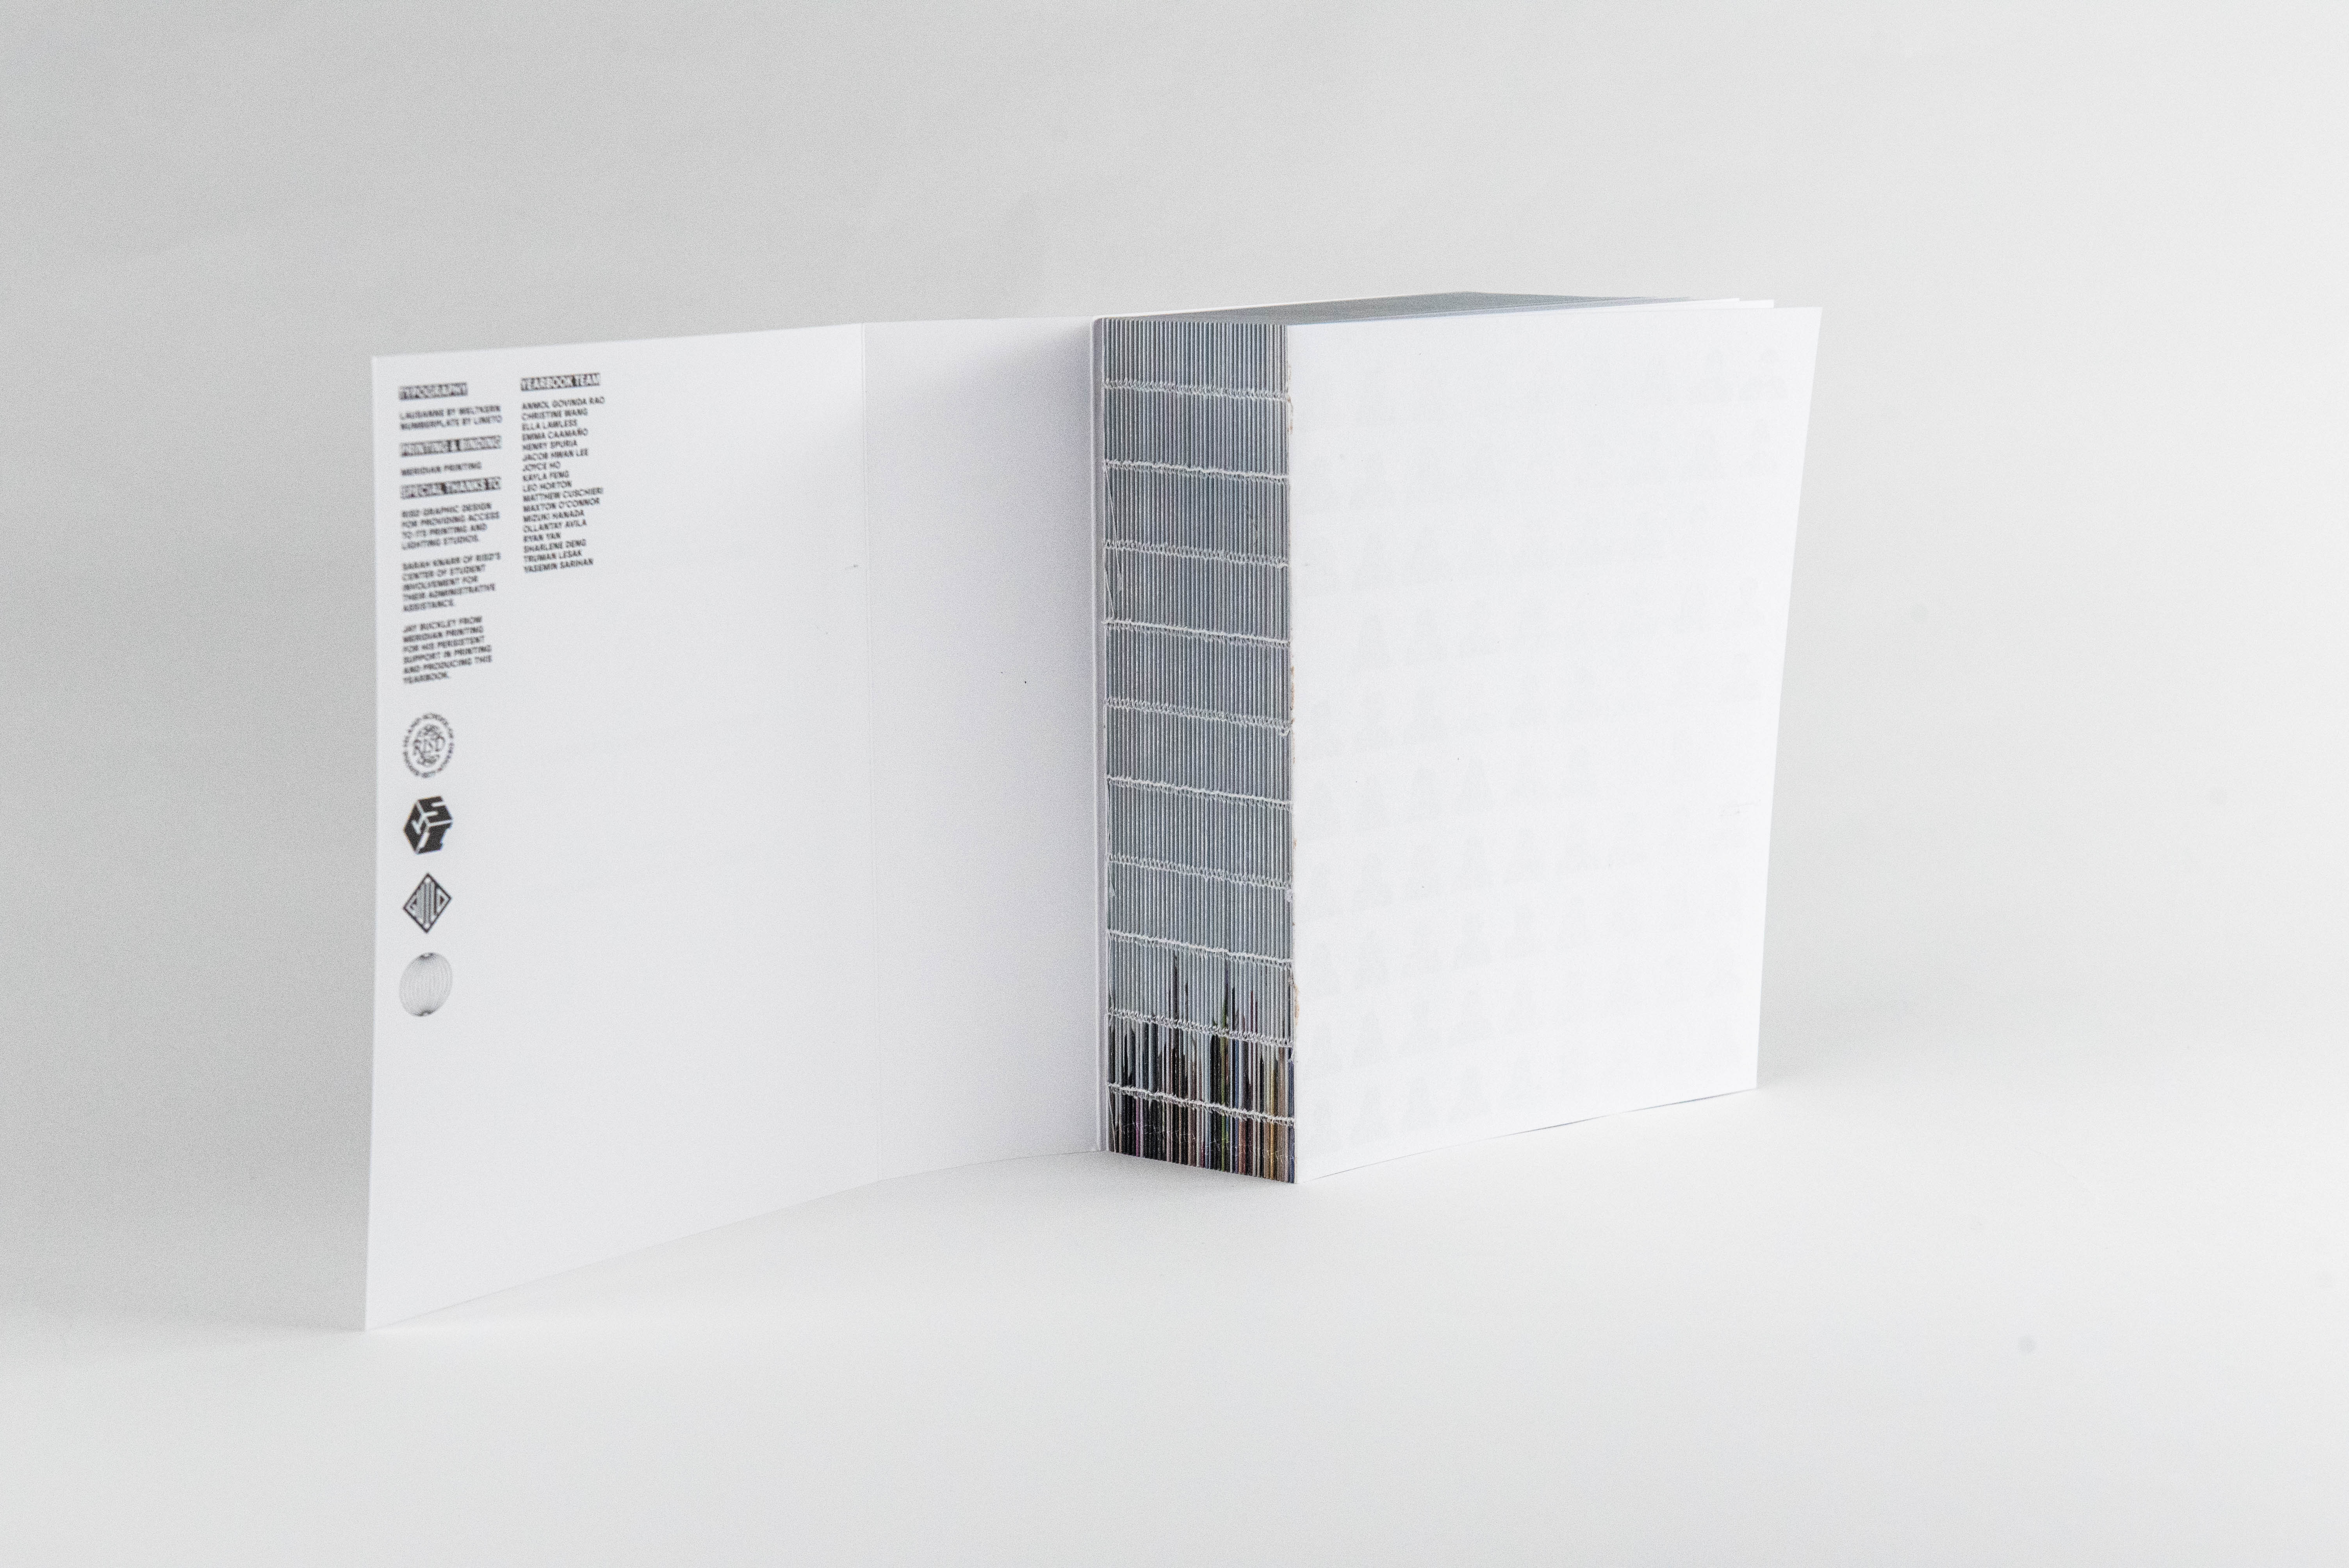 TYPOGRAPHY
LAUSANNE BY WELTKERN
NUMBERPLATE BY LINETO
PRINTING & BINDING
MERIDIAN PRINTING
SPECIAL THANKS TO
RISD GRAPHIC DESIGN
FOR PROVIDING ACCESS
TO ITS PRINTING AND
LIGHTING STUDIOS.
SARAH KNARR OF RISD'S
CENTER OF STUDENT
INVOLVEMENT FOR
THEIR ADMINISTRATIVE
ASSISTANCE.
JAY BUCKLEY FROM
MERIDIAN PRINTING
FOR HIS PERSISTENT
SUPPORT IN PRINTING
AND PRODUCING THIS
YEARBOOK.
RISD
GUILD
YEARBOOK TEAM
ANMOL GOVINDA RAO
CHRISTINE WANG
ELLA LAWLESS
EMMA CAAMAÑO
HENRY SPURIA
JACOB HWAN LEE
JOYCE HO
KAYLA FENG
LEO HORTON
MATTHEW CUSCHIERI
MAXTON O'CONNOR
MIZUKI HANADA
OLLANTAY AVILA
RYAN YAN
SHARLENE DENG
TRUMAN LESAK
YASEMIN SARIHAN